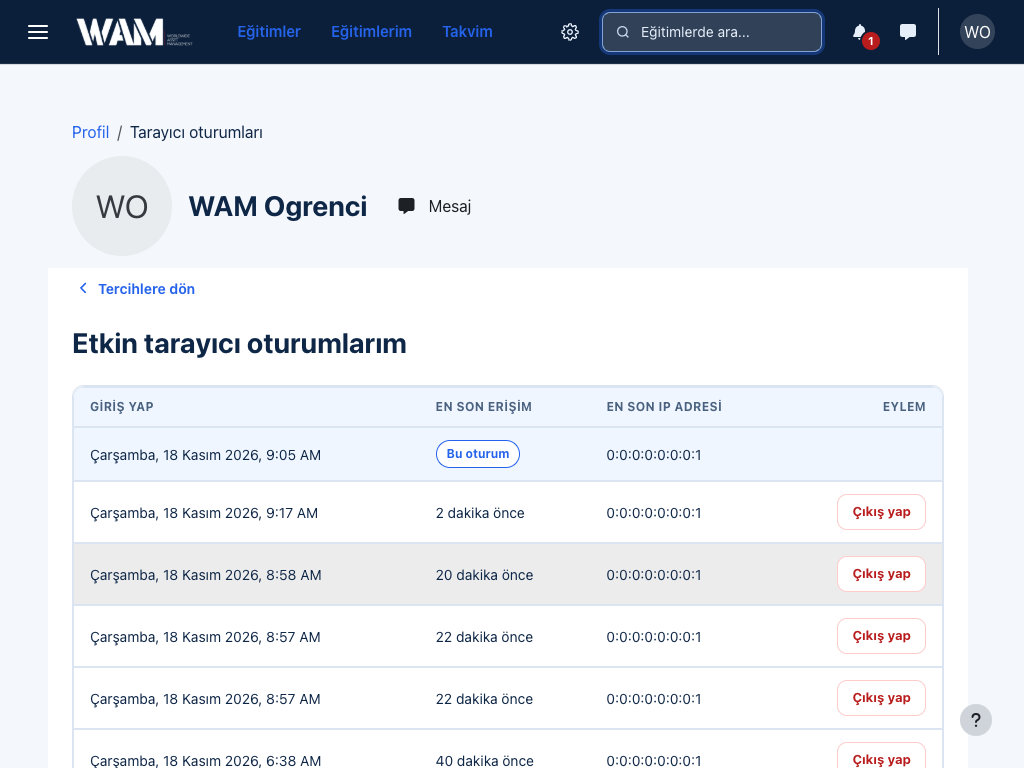 WAM
Eğitimler
Eğitimlerim
Takvim
Eğitimlerde ara...
1
WO
Profil / Tarayıcı oturumları
WO
WAM Ogrenci
Mesaj
Tercihlere dön
Etkin tarayıcı oturumlarım
GİRİŞ YAP EN SON ERİŞİM EN SON IP ADRESİ EYLEM
Çarşamba, 18 Kasım 2026, 9:05 AM Bu oturum 0:0:0:0:0:0:0:1
Çarşamba, 18 Kasım 2026, 9:17 AM 2 dakika önce 0:0:0:0:0:0:0:1 Çıkış yap
Çarşamba, 18 Kasım 2026, 8:58 AM 20 dakika önce 0:0:0:0:0:0:0:1 Çıkış yap
Çarşamba, 18 Kasım 2026, 8:57 AM 22 dakika önce 0:0:0:0:0:0:0:1 Çıkış yap
Çarşamba, 18 Kasım 2026, 8:57 AM 22 dakika önce 0:0:0:0:0:0:0:1 Çıkış yap
?
Çarşamba, 18 Kasım 2026, 6:38 AM 40 dakika önce 0:0:0:0:0:0:0:1 Çıkış yap